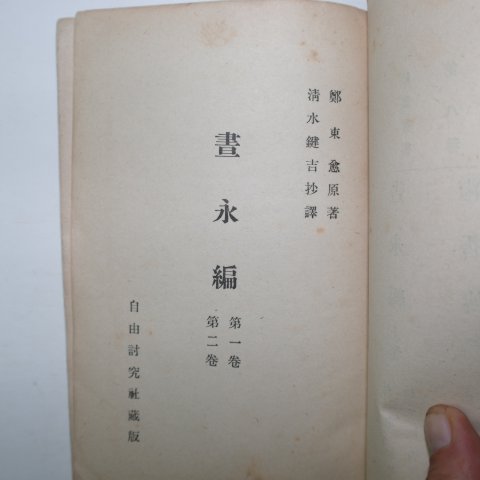 鄭東愈原著
淸水鍵吉抄譯
晝永編
第一卷
第二卷
自由討究社藏版